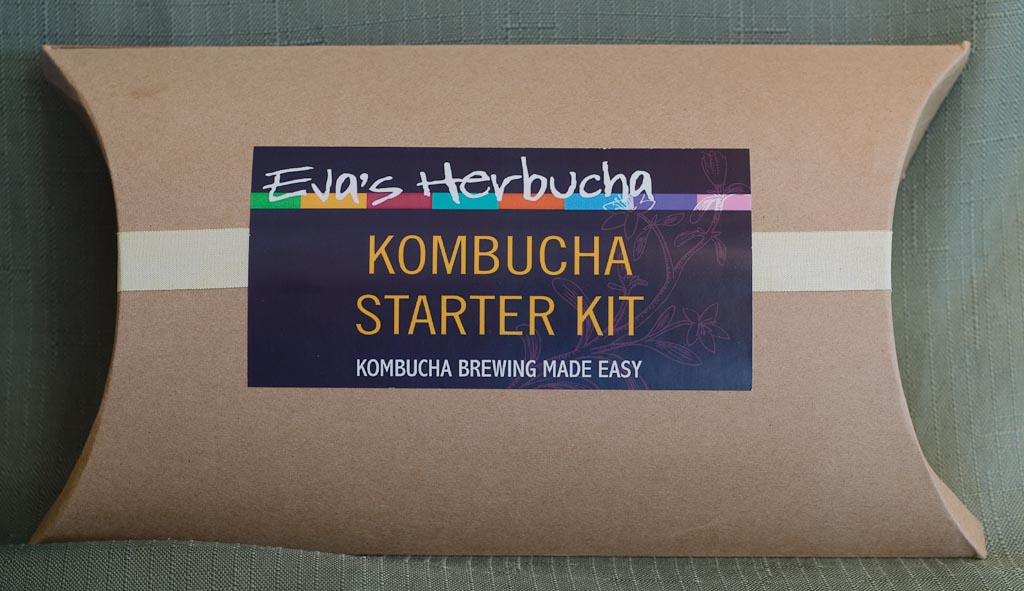 Eva's Herbucha
KOMBUCHA
STARTER KIT
KOMBUCHA BREWING MADE EASY